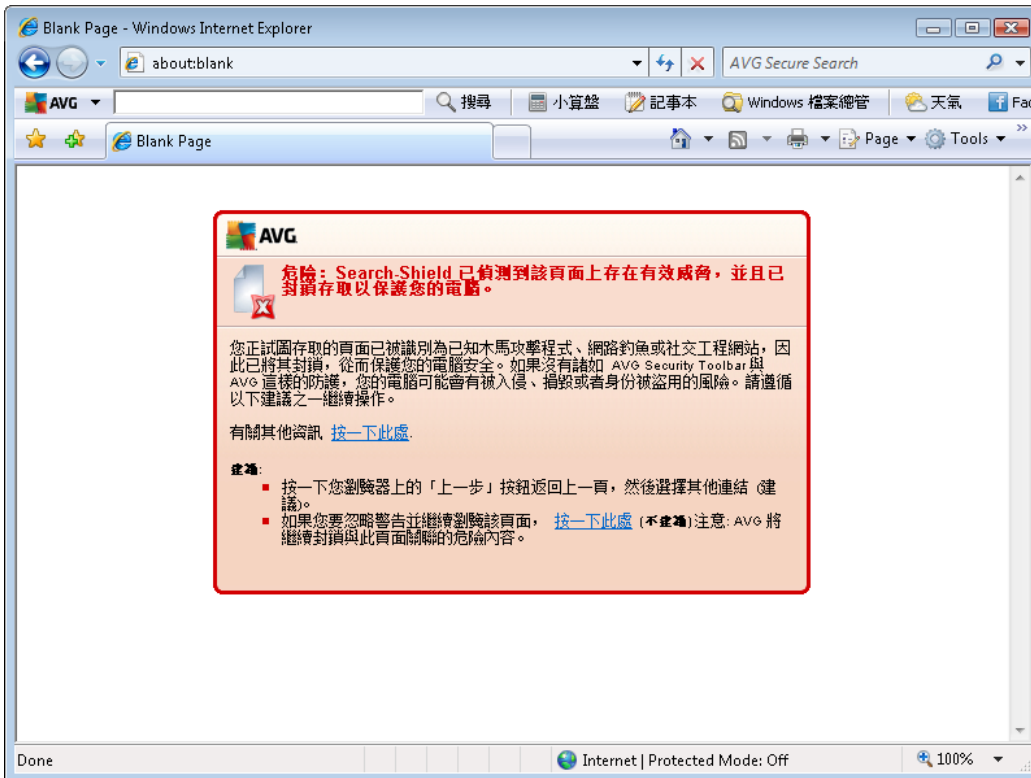 Blank Page - Windows Internet Explorer
about:blank
AVG Secure Search
AVG
搜尋
小算盤
記事本
Windows 檔案總管
天氣
Fac
Blank Page
Page
Tools
AVG
危險：Search-Shield 已偵測到該頁面上存在有效威脅，並且已
封鎖存取以保護您的電腦。
您正試圖存取的頁面已被識別為已知木馬攻擊程式、網路釣魚或社交工程網站，因
此已將其封鎖，從而保護您的電腦安全。如果沒有諸如 AVG Security Toolbar 與
AVG 這樣的防護，您的電腦可能會有被入侵、損毀或者身份被盜用的風險。請遵循
以下建議之一繼續操作。
有關其他資訊, 按一下此處.
建議:
按一下您瀏覽器上的「上一步」按鈕返回上一頁，然後選擇其他連結 (建
議)。
如果您要忽略警告並繼續瀏覽該頁面， 按一下此處 (不建議)注意: AVG 將
繼續封鎖與此頁面關聯的危險內容。
Done
Internet | Protected Mode: Off
100%